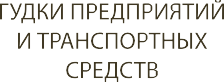 ГУДКИ ПРЕДПРИЯТИЙ
И ТРАНСПОРТНЫХ
СРЕДСТВ